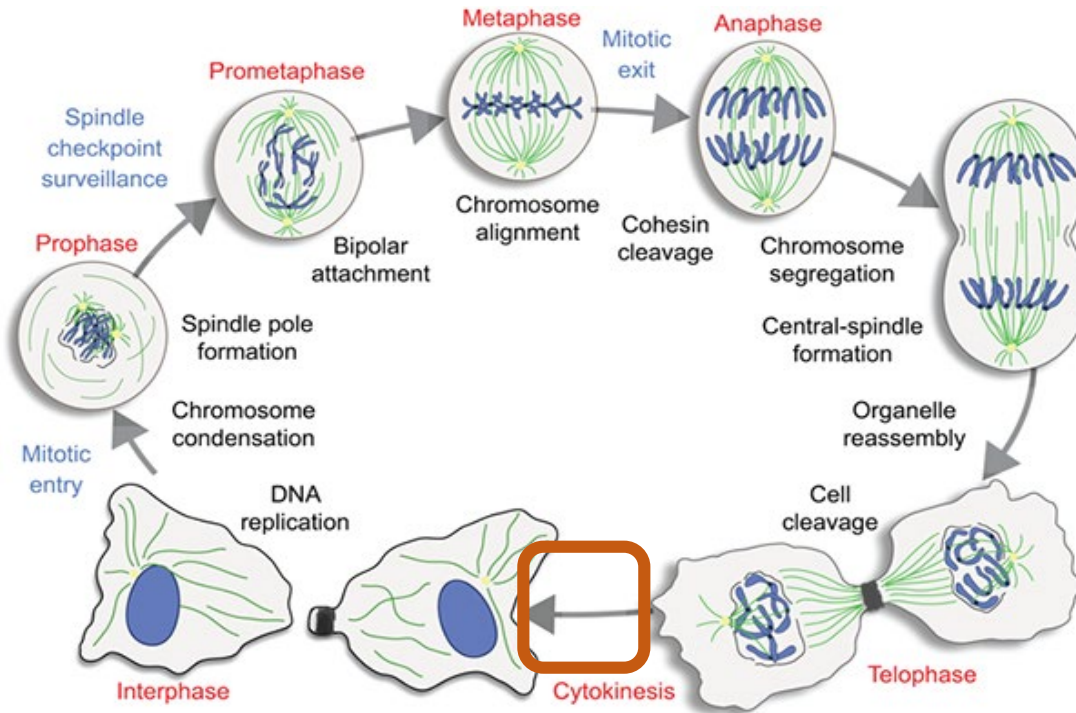 Metaphase
Anaphase
Mitotic
exit
Prometaphase
Spindle
checkpoint
surveillance
Chromosome
alignment
Cohesin
cleavage
Bipolar
attachment
Chromosome
segregation
Prophase
Spindle pole
formation
Central-spindle
formation
Chromosome
condensation
Organelle
reassembly
Mitotic
entry
DNA
replication
Cell
cleavage
Interphase
Cytokinesis
Telophase